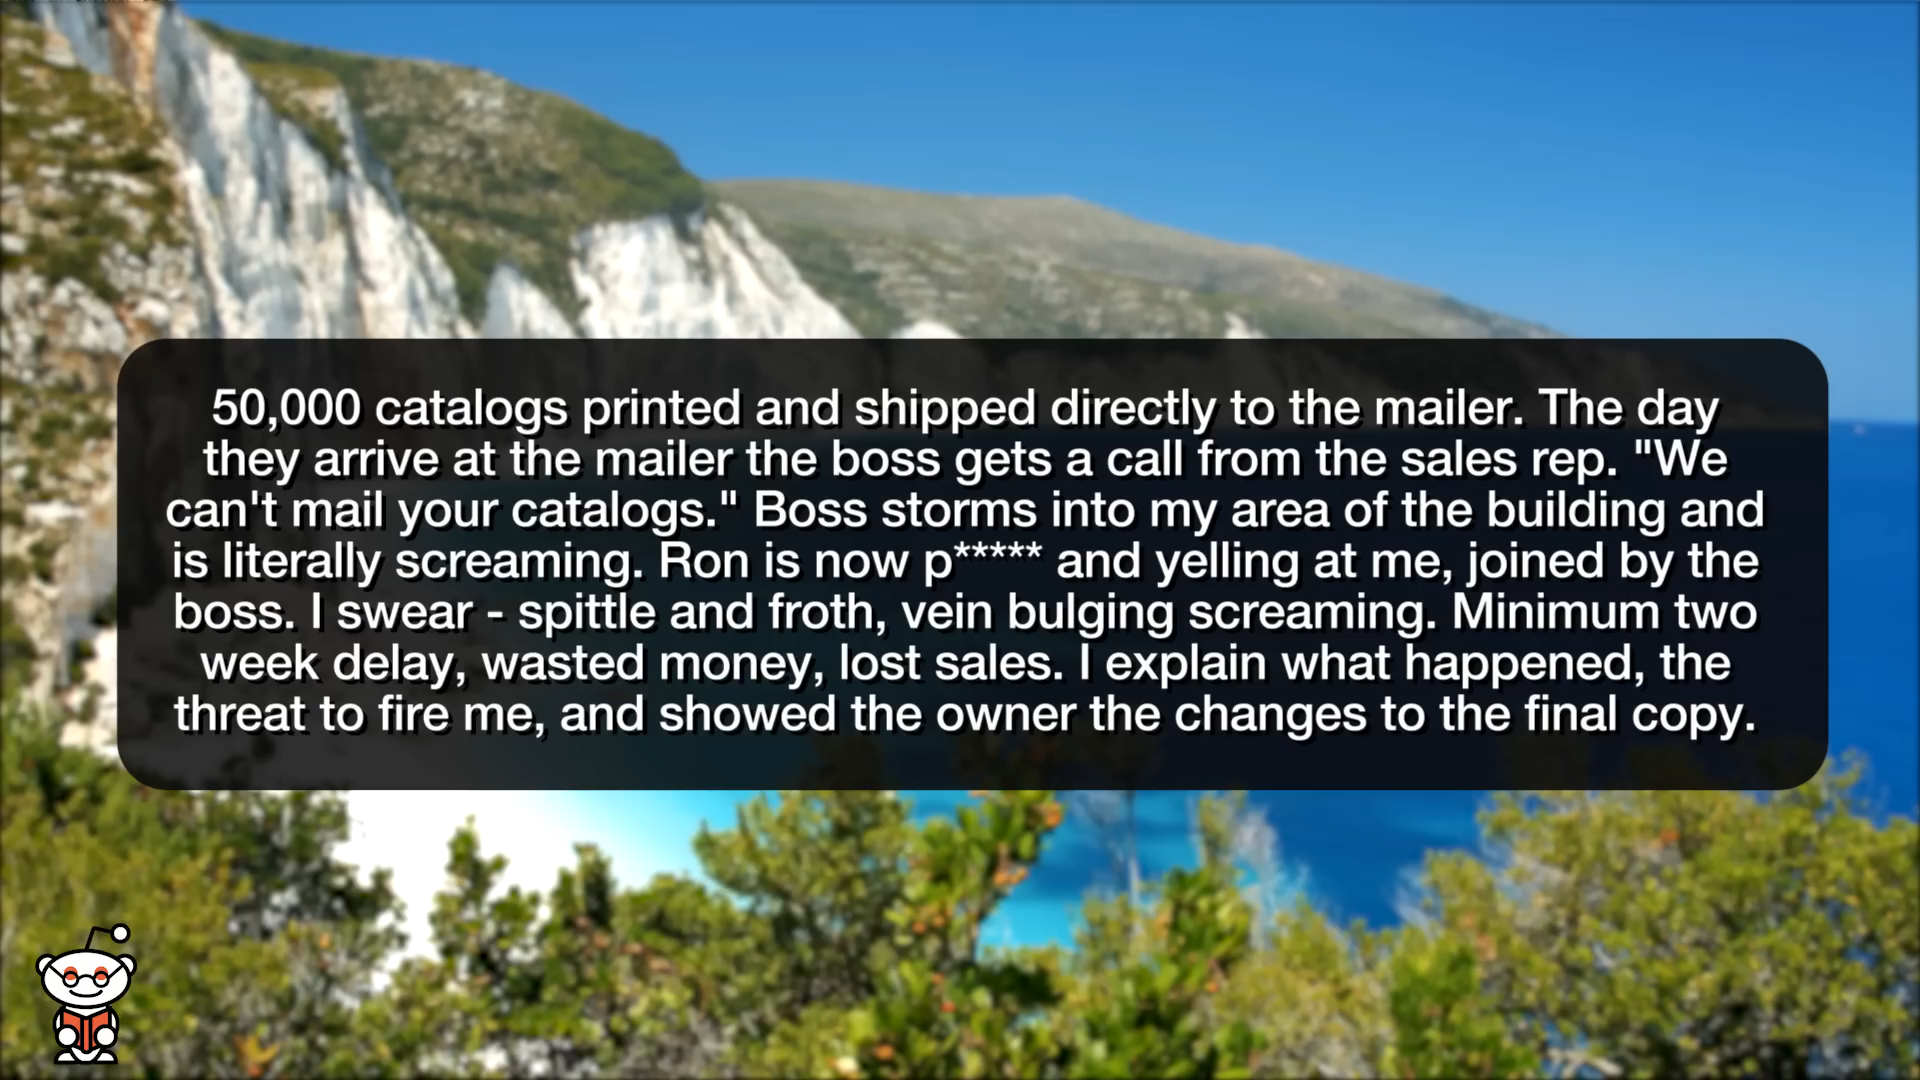 50,000 catalogs printed and shipped directly to the mailer. The day
they arrive at the mailer the boss gets a call from the sales rep. "We
can't mail your catalogs." Boss storms into my area of the building and
is literally screaming. Ron is now p***** and yelling at me, joined by the
boss. I swear - spittle and froth, vein bulging screaming. Minimum two
week delay, wasted money, lost sales. I explain what happened, the
threat to fire me, and showed the owner the changes to the final copy.